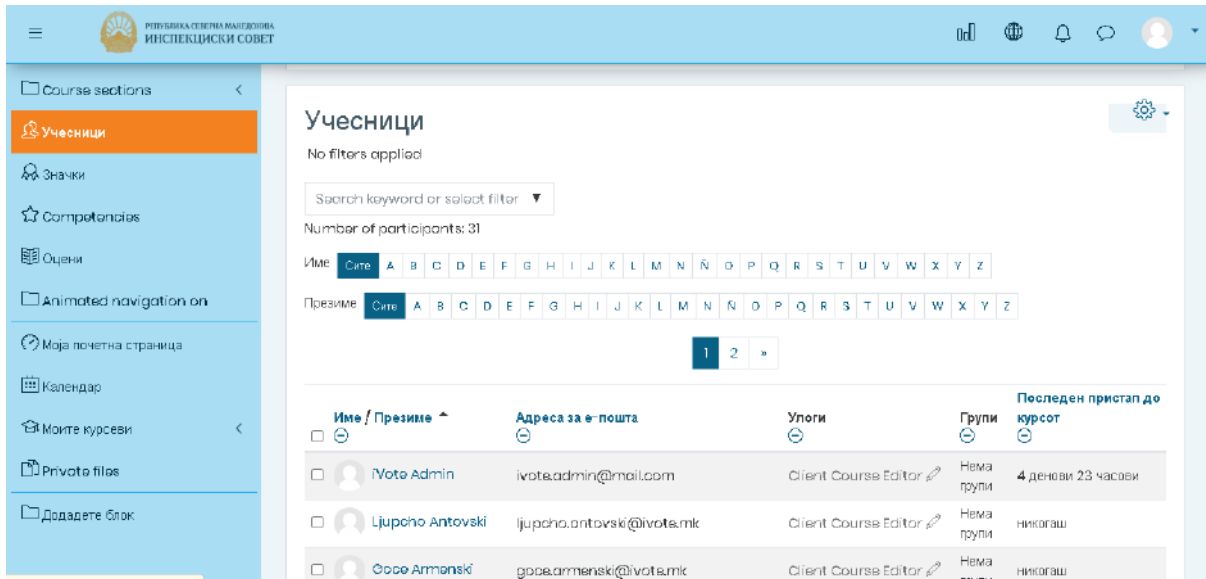 РЕПУБЛИКА СЕВЕРНА МАКЕДОНИЈА
ИНСПЕКЦИСКИ СОВЕТ
Course sections
Учесници
Значки
Competencies
Оцени
Animated navigation on
Моја почетна страница
Календар
Моите курсеви
Private files
Додадете блок
Учесници
No filters applied
Search keyword or select filter ▼
Number of participants: 31
Име Сите A B C D E F G H I J K L M N Ñ O P Q R S T U V W X Y Z
Презиме Сите A B C D E F G H I J K L M N Ñ O P Q R S T U V W X Y Z
1 2 »
Име / Презиме Адреса за е-пошта Улоги Групи Последен пристап до курсот
iVote Admin ivote.admin@mail.com Client Course Editor Нема групи 4 денови 23 часови
Ljupcho Antovski ljupcho.antovski@ivote.mk Client Course Editor Нема групи никогаш
Goce Armenski goce.armenski@ivote.mk Client Course Editor Нема никогаш